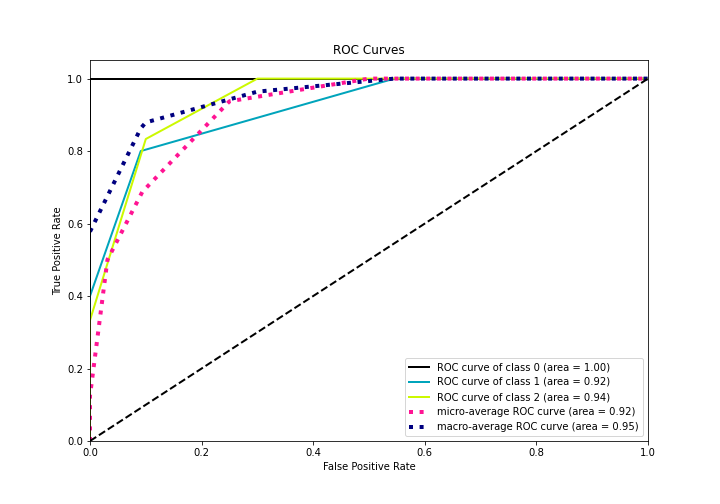 ROC Curves
True Positive Rate
1.0
0.8
0.6
0.4
0.2
0.0
0.0 0.2 0.4 0.6 0.8 1.0
False Positive Rate
ROC curve of class 0 (area = 1.00)
ROC curve of class 1 (area = 0.92)
ROC curve of class 2 (area = 0.94)
micro-average ROC curve (area = 0.92)
macro-average ROC curve (area = 0.95)